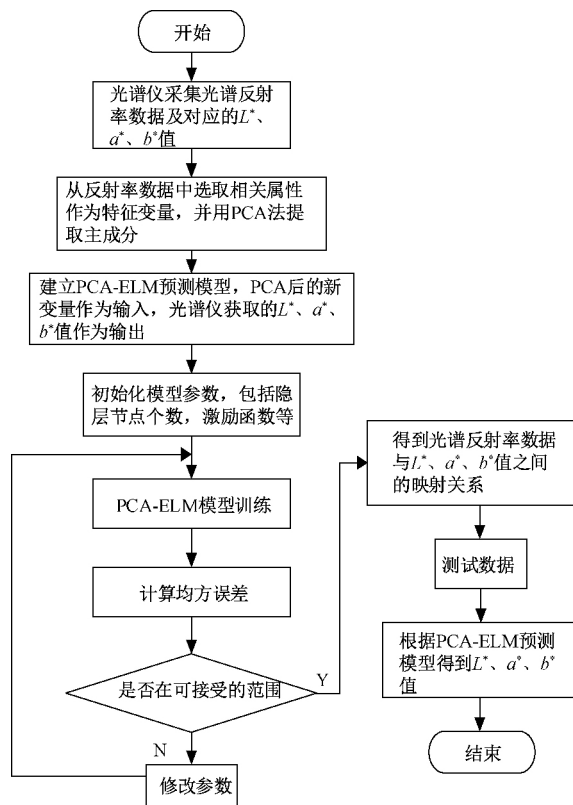 开始
光谱仪采集光谱反射
率数据及对应的L*、
a*、b*值
从反射率数据中选取相关属性
作为特征变量，并用PCA法提
取主成分
建立PCA-ELM预测模型，PCA后的新
变量作为输入，光谱仪获取的L*、a*、
b*值作为输出
初始化模型参数，包括隐
层节点个数，激励函数等
PCA-ELM模型训练
计算均方误差
是否在可接受的范围
Y
N
修改参数
得到光谱反射率数据
与L*、a*、b*值之间
的映射关系
测试数据
根据PCA-ELM预测
模型得到L*、a*、b*
值
结束